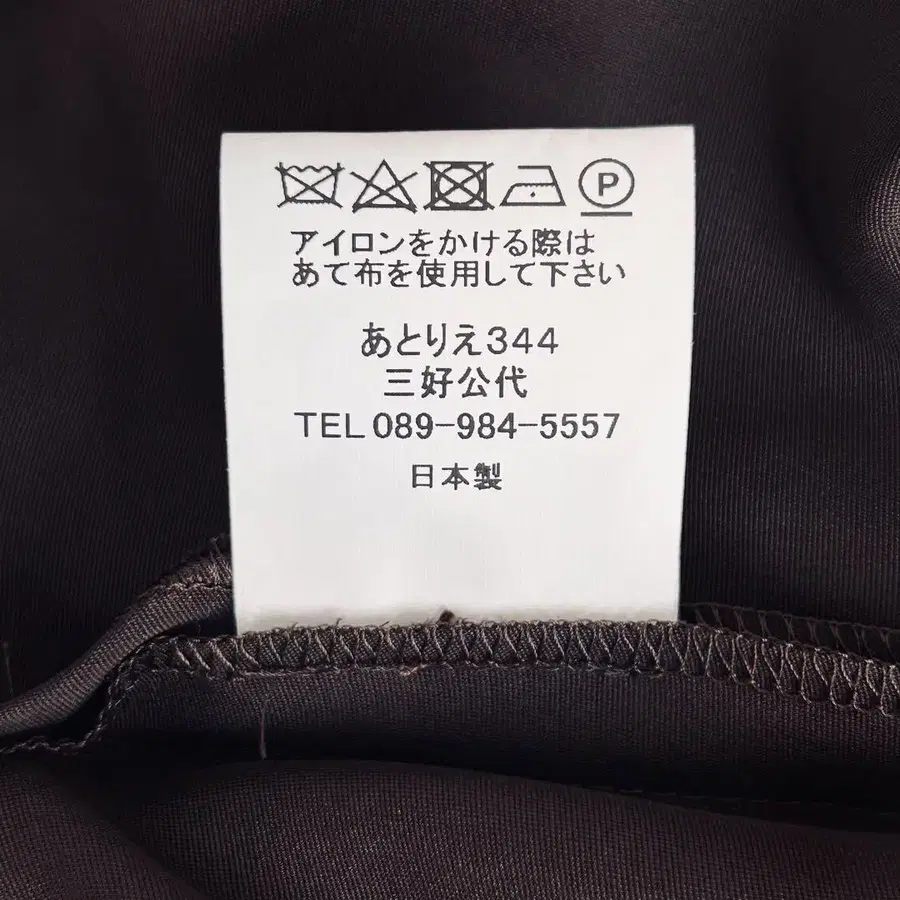 P
アイロンをかける際は
あて布を使用して下さい
あとりえ344
三好公代
TEL 089-984-5557
日本製